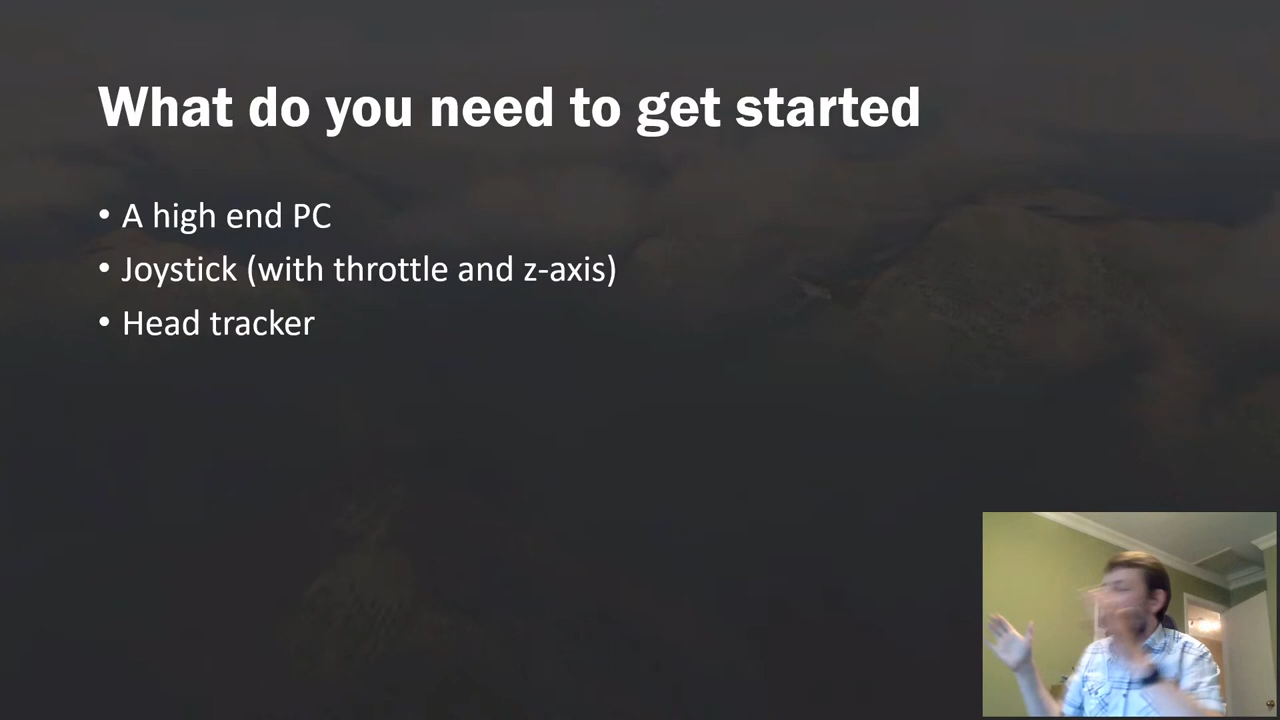 What do you need to get started
• A high end PC
• Joystick (with throttle and z-axis)
• Head tracker